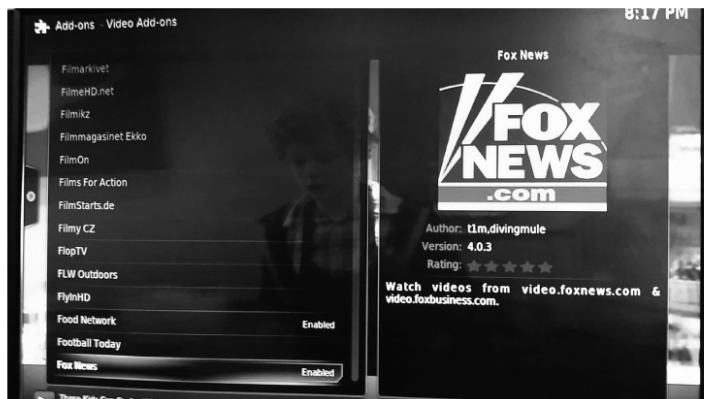 Add-ons - Video Add-ons
8:17 PM
Filmarkivet
FilmeHD.net
Filmikz
Filmmagasinet Ekko
FilmOn
Films For Action
FilmStarts.de
Filmy CZ
FlopTV
FLW Outdoors
FlyInHD
Food Network Enabled
Football Today
Fox News Enabled
Fox News
FOX
NEWS
.com
Author: t1m,divingmule
Version: 4.0.3
Rating:
Watch videos from video.foxnews.com &
video.foxbusiness.com.